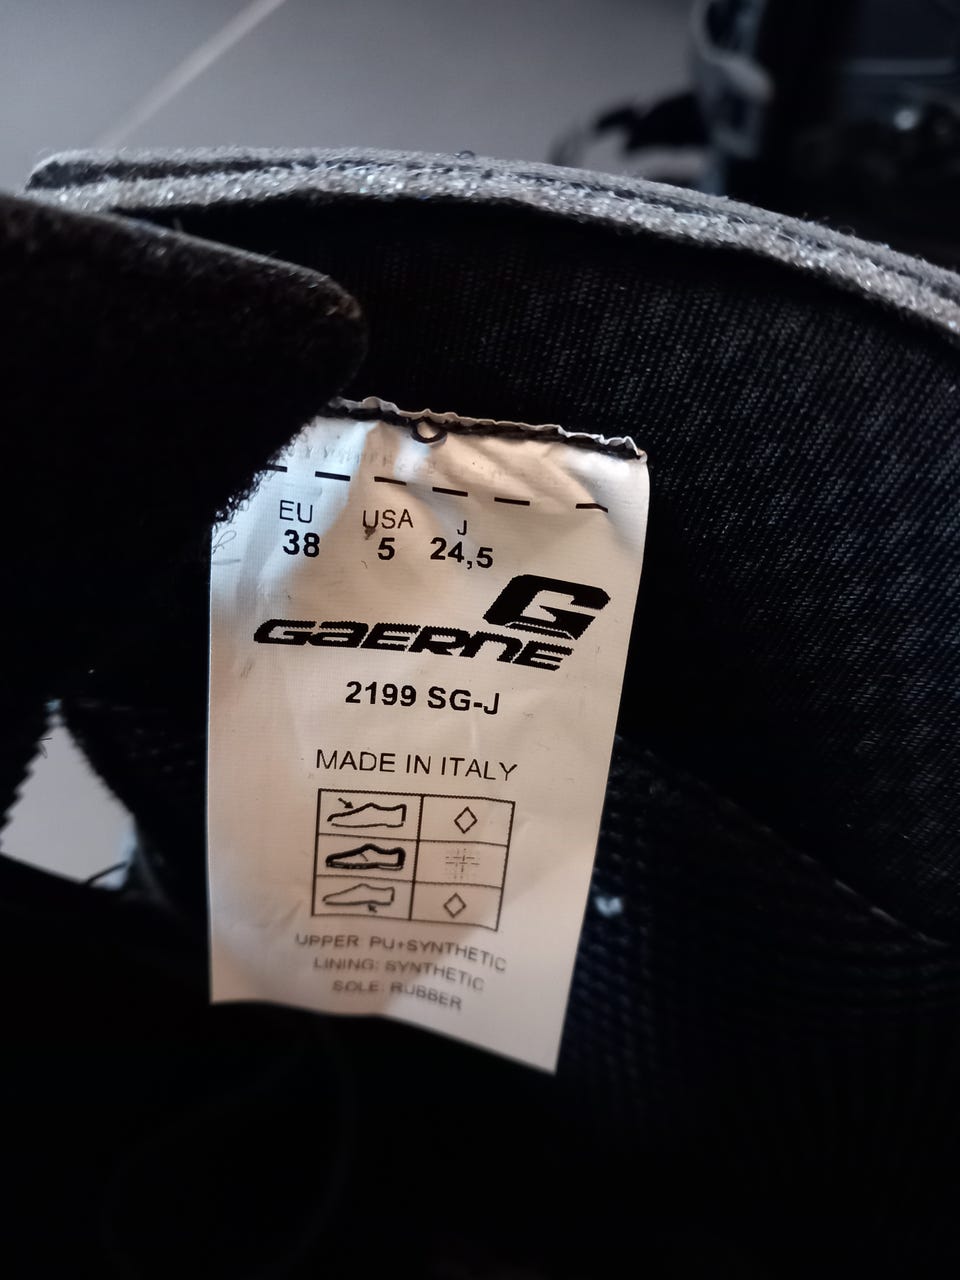 EU USA J
38 5 24,5
G
GAERNE
2199 SG-J
MADE IN ITALY
UPPER PU+SYNTHETIC
LINING: SYNTHETIC
SOLE: RUBBER